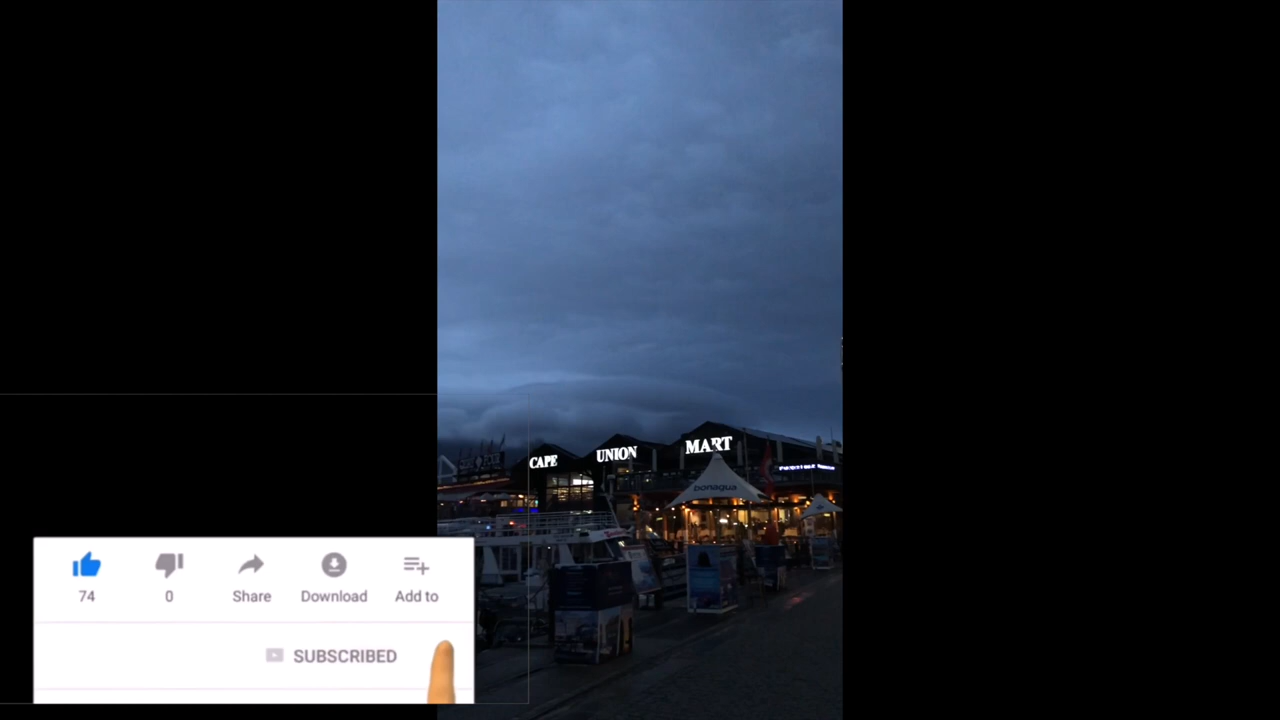 CAPE UNION MART
bonaqua
74
0
Share
Download
Add to
SUBSCRIBED